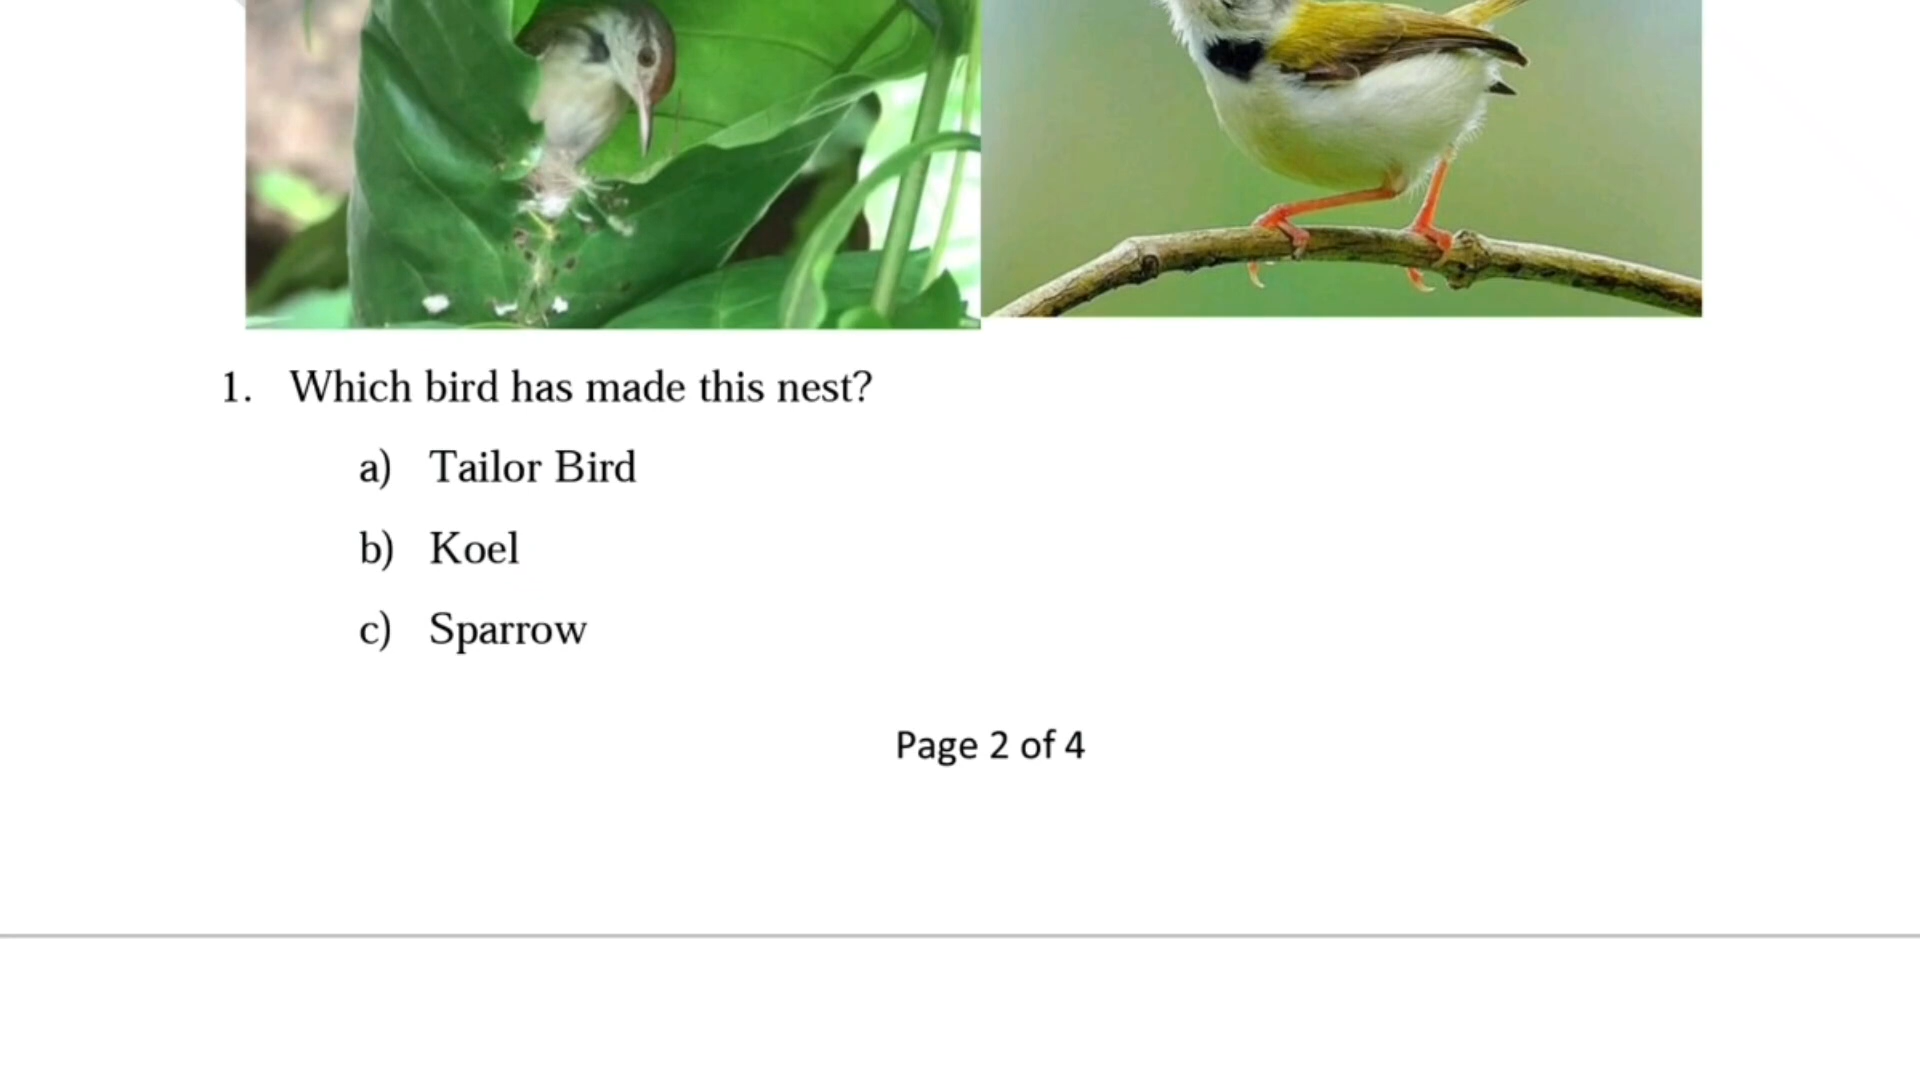 1. Which bird has made this nest?
a) Tailor Bird
b) Koel
c) Sparrow
Page 2 of 4